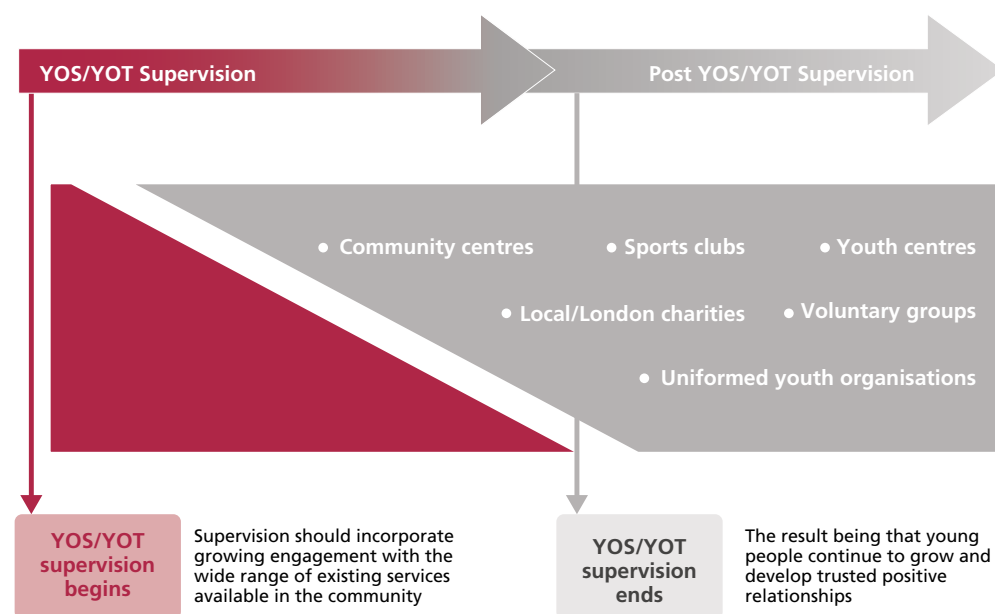 YOS/YOT Supervision
Post YOS/YOT Supervision
• Community centres
• Sports clubs
• Youth centres
• Local/London charities
• Voluntary groups
• Uniformed youth organisations
YOS/YOT
supervision
begins
Supervision should incorporate
growing engagement with the
wide range of existing services
available in the community
YOS/YOT
supervision
ends
The result being that young
people continue to grow and
develop trusted positive
relationships